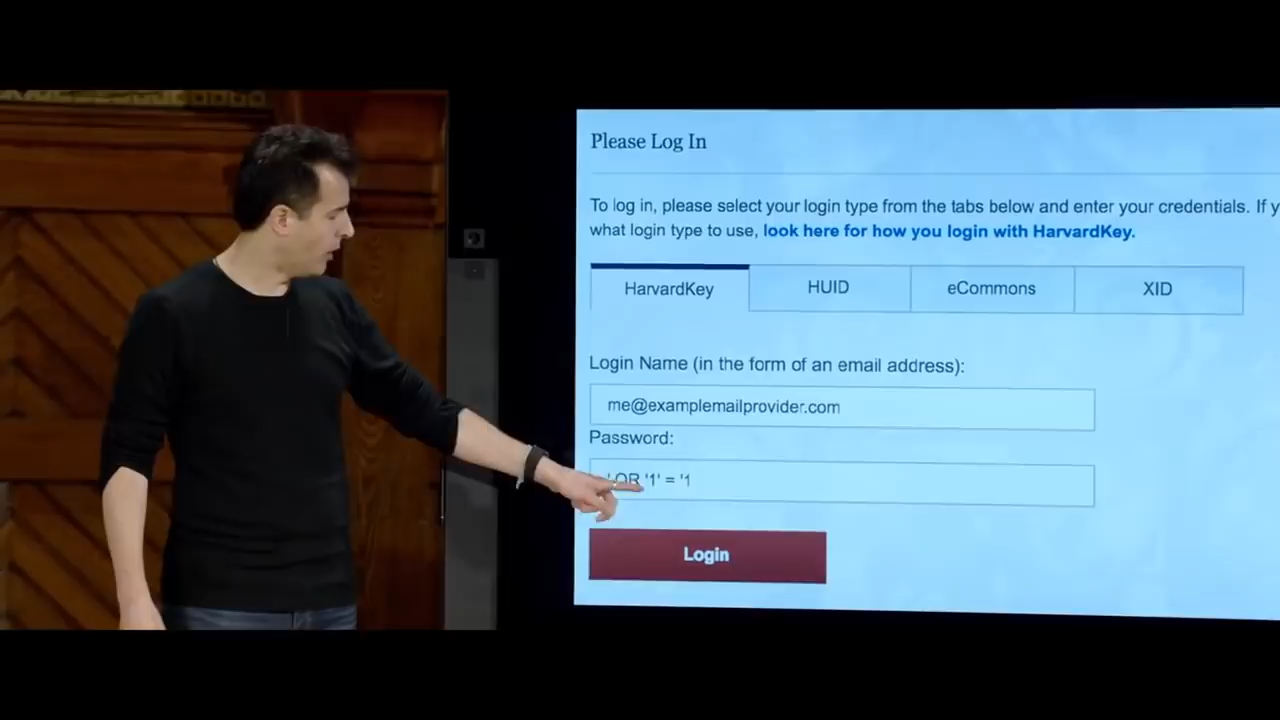 Please Log In
To log in, please select your login type from the tabs below and enter your credentials. If y
what login type to use, look here for how you login with HarvardKey.
HarvardKey HUID eCommons XID
Login Name (in the form of an email address):
me@examplemailprovider.com
Password:
' OR '1' = '1
Login